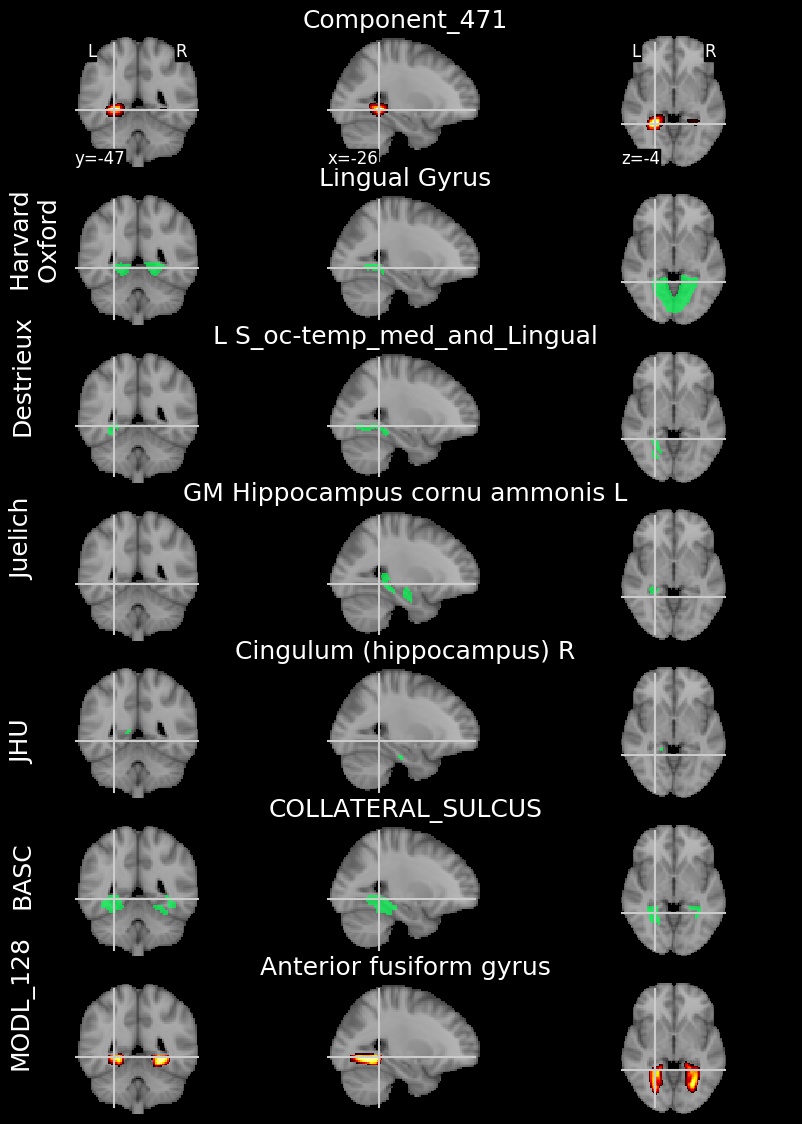 Component_471
L R L R
y=-47 x=-26 z=-4
Lingual Gyrus
Harvard
Oxford
L S_oc-temp_med_and_Lingual
Destrieux
GM Hippocampus cornu ammonis L
Juelich
Cingulum (hippocampus) R
JHU
COLLATERAL_SULCUS
BASC
Anterior fusiform gyrus
MODL_128